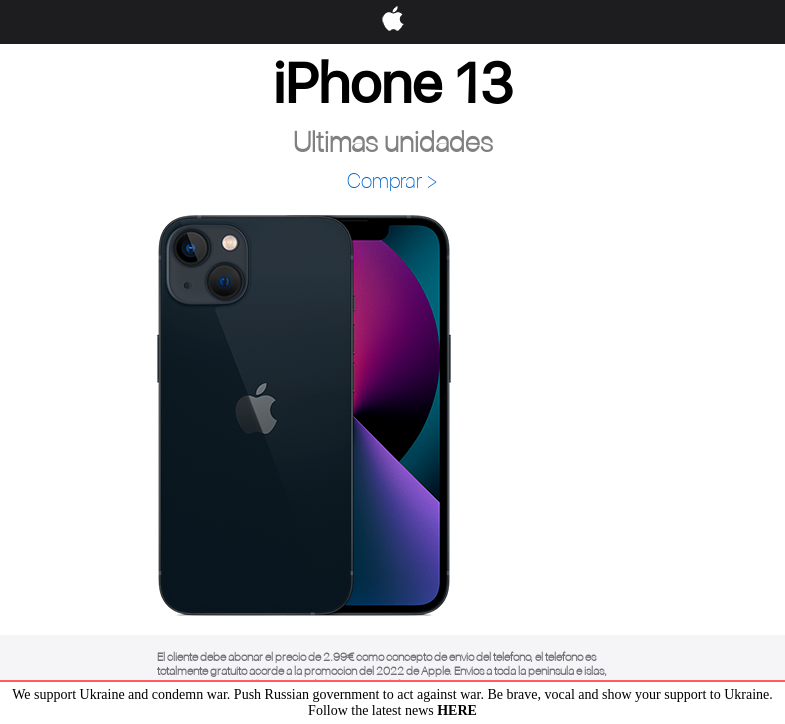 iPhone 13
Ultimas unidades
Comprar >
El cliente debe abonar el precio de 2.99€ como concepto de envio del telefono, el telefono es
totalmente gratuito acorde a la promocion del 2022 de Apple. Envios a toda la peninsula e islas,
We support Ukraine and condemn war. Push Russian government to act against war. Be brave, vocal and show your support to Ukraine.
Follow the latest news HERE